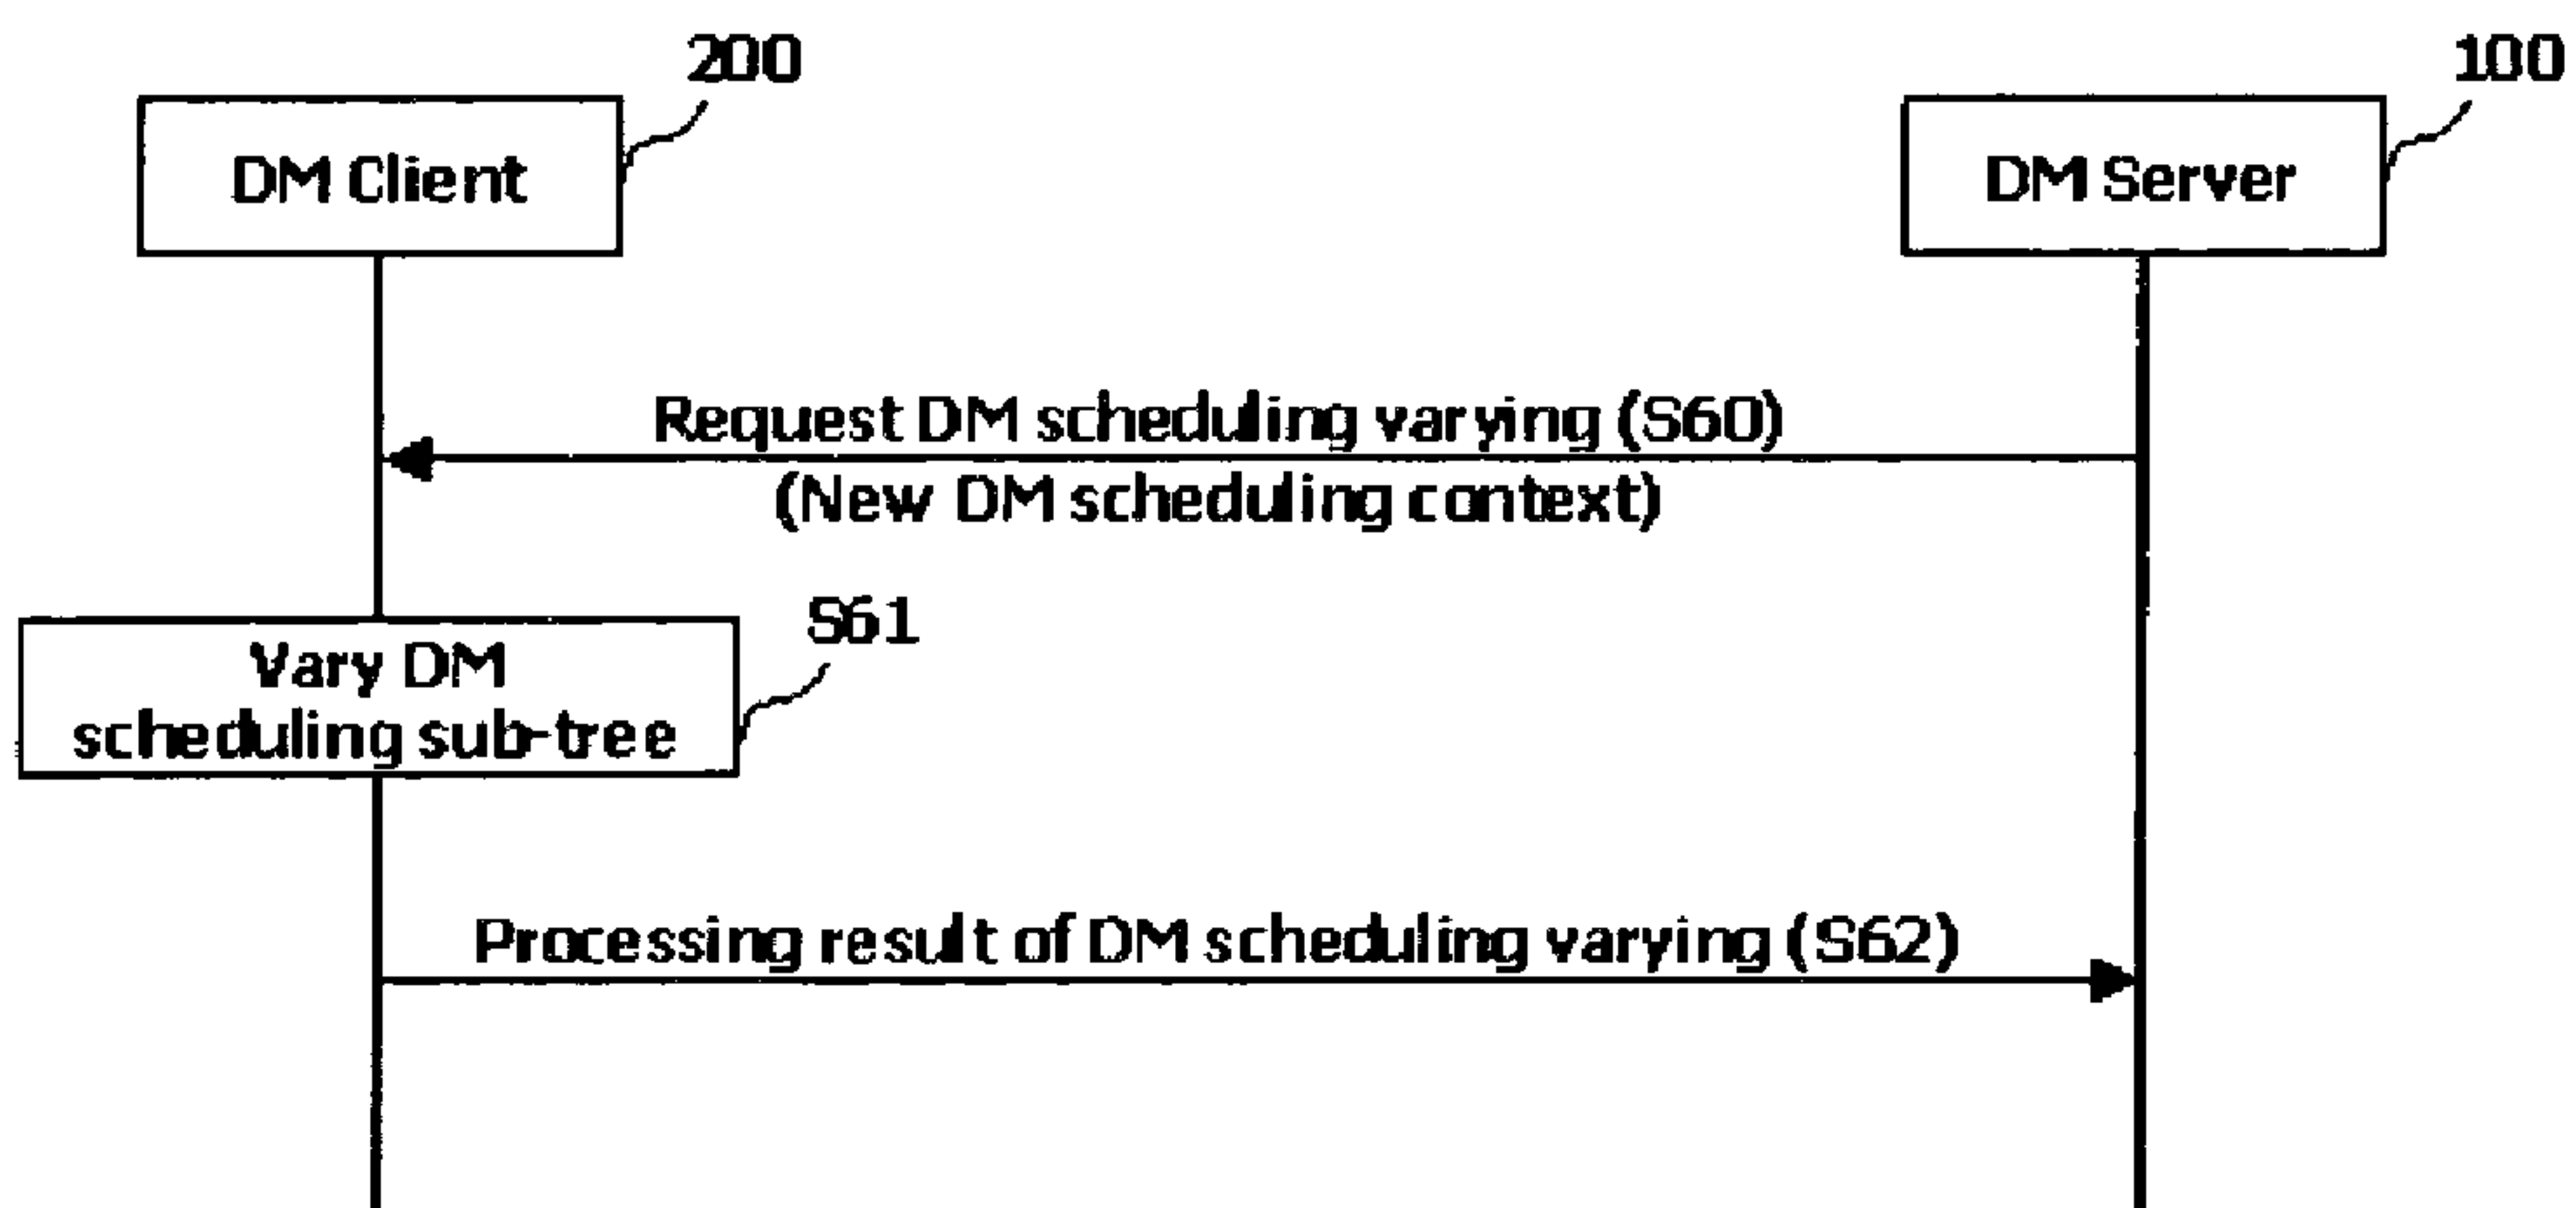 200
100
DM Client
DM Server
Request DM scheduling varying (S60)
(New DM scheduling context)
S61
Vary DM
scheduling sub-tree
Processing result of DM scheduling varying (S62)